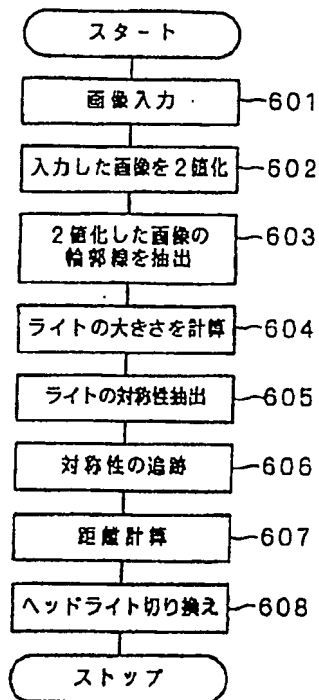 スタート
画像入力
601
入力した画像を2値化
602
2値化した画像の
輪郭線を抽出
603
ライトの大きさを計算
604
ライトの対称性抽出
605
対称性の追跡
606
距離計算
607
ヘッドライト切り換え
608
ストップ